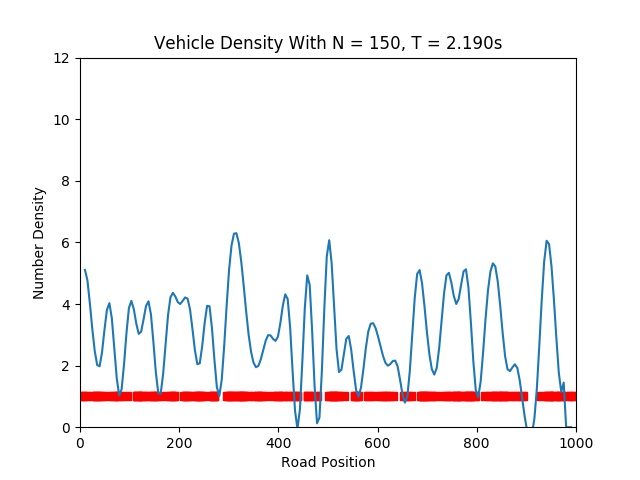 Vehicle Density With N = 150, T = 2.190s
12
10
8
6
4
2
0
Number Density
0 200 400 600 800 1000
Road Position